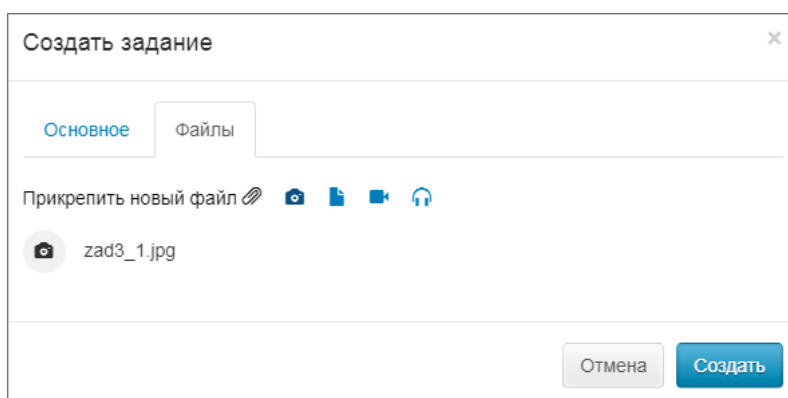 Создать задание
Основное Файлы
Прикрепить новый файл
zad3_1.jpg
Отмена Создать